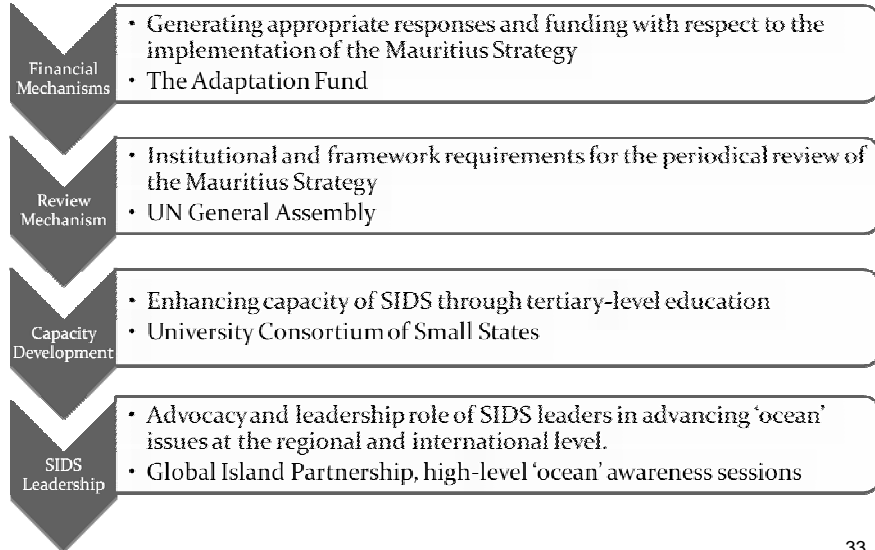 Financial
Mechanisms
• Generating appropriate responses and funding with respect to the
implementation of the Mauritius Strategy
• The Adaptation Fund
Review
Mechanism
• Institutional and framework requirements for the periodical review of
the Mauritius Strategy
• UN General Assembly
Capacity
Development
• Enhancing capacity of SIDS through tertiary-level education
• University Consortium of Small States
SIDS
Leadership
• Advocacy and leadership role of SIDS leaders in advancing ‘ocean’
issues at the regional and international level.
• Global Island Partnership, high-level ‘ocean’ awareness sessions
33